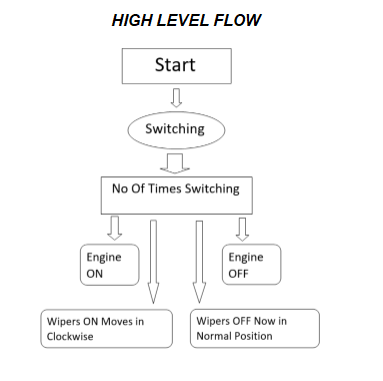 HIGH LEVEL FLOW
Start
Switching
No Of Times Switching
Engine
ON
Engine
OFF
Wipers ON Moves in
Clockwise
Wipers OFF Now in
Normal Position